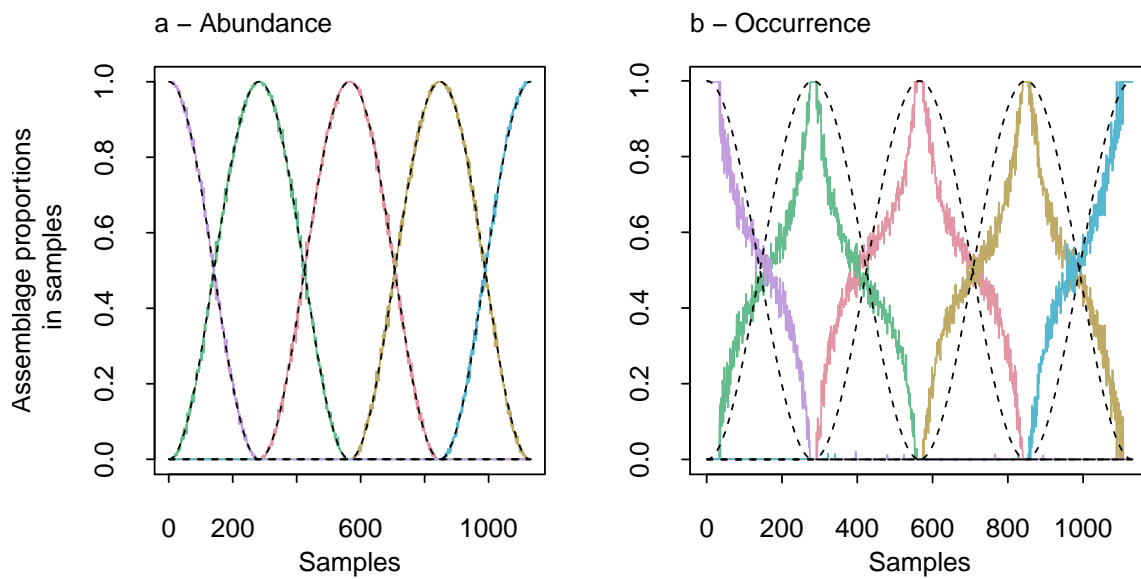 a – Abundance
b – Occurrence
Assemblage proportions
in samples
0.0 0.2 0.4 0.6 0.8 1.0
0 200 600 1000
Samples
0.0 0.2 0.4 0.6 0.8 1.0
0 200 400 600 800 1000
Samples